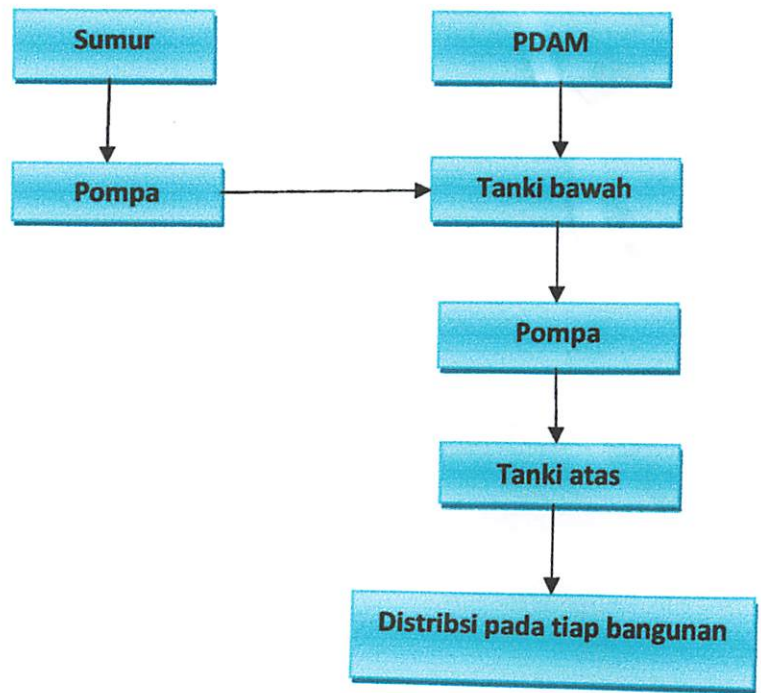 Sumur
PDAM
Pompa
Tanki bawah
Pompa
Tanki atas
Distribsi pada tiap bangunan